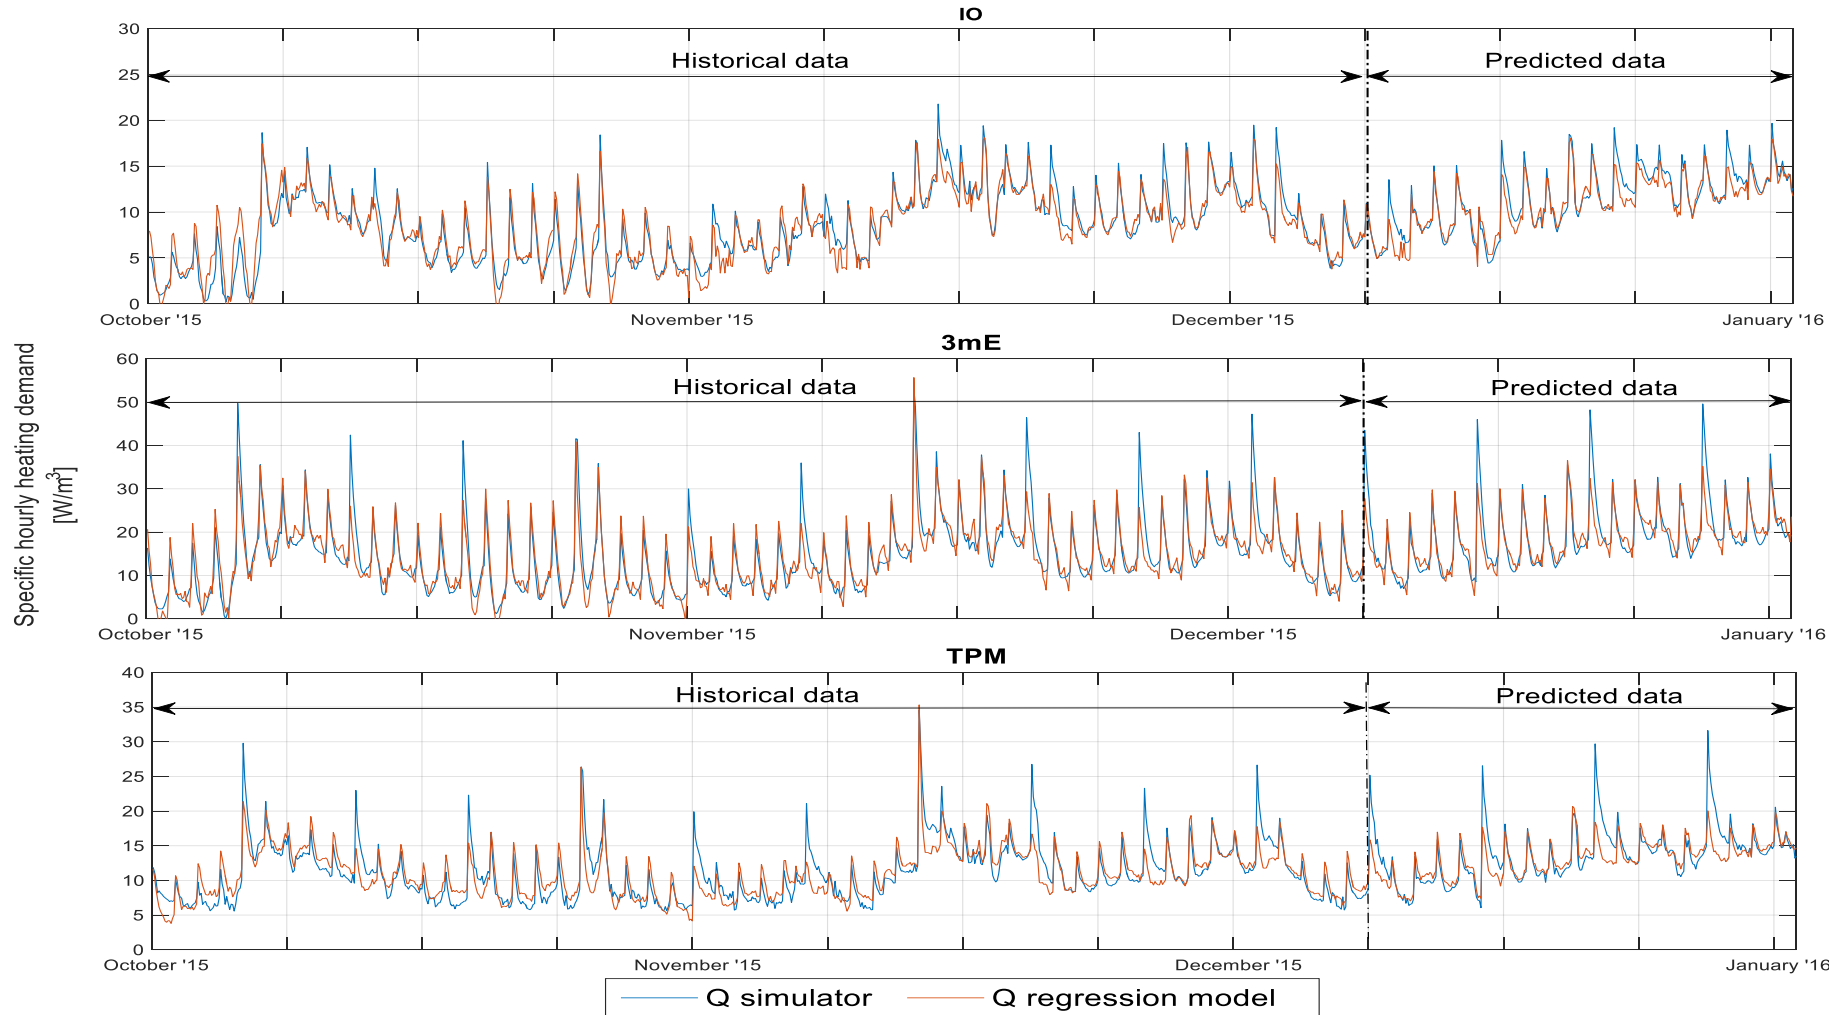 IO
30
Historical data
Predicted data
25
20
15
10
5
0
October '15
November '15
December '15
January '16
Specific hourly heating demand
[W/m³]
3mE
60
Historical data
Predicted data
50
40
30
20
10
0
October '15
November '15
December '15
January '16
TPM
40
Historical data
Predicted data
35
30
25
20
15
10
5
0
October '15
November '15
December '15
January '16
Q simulator
Q regression model